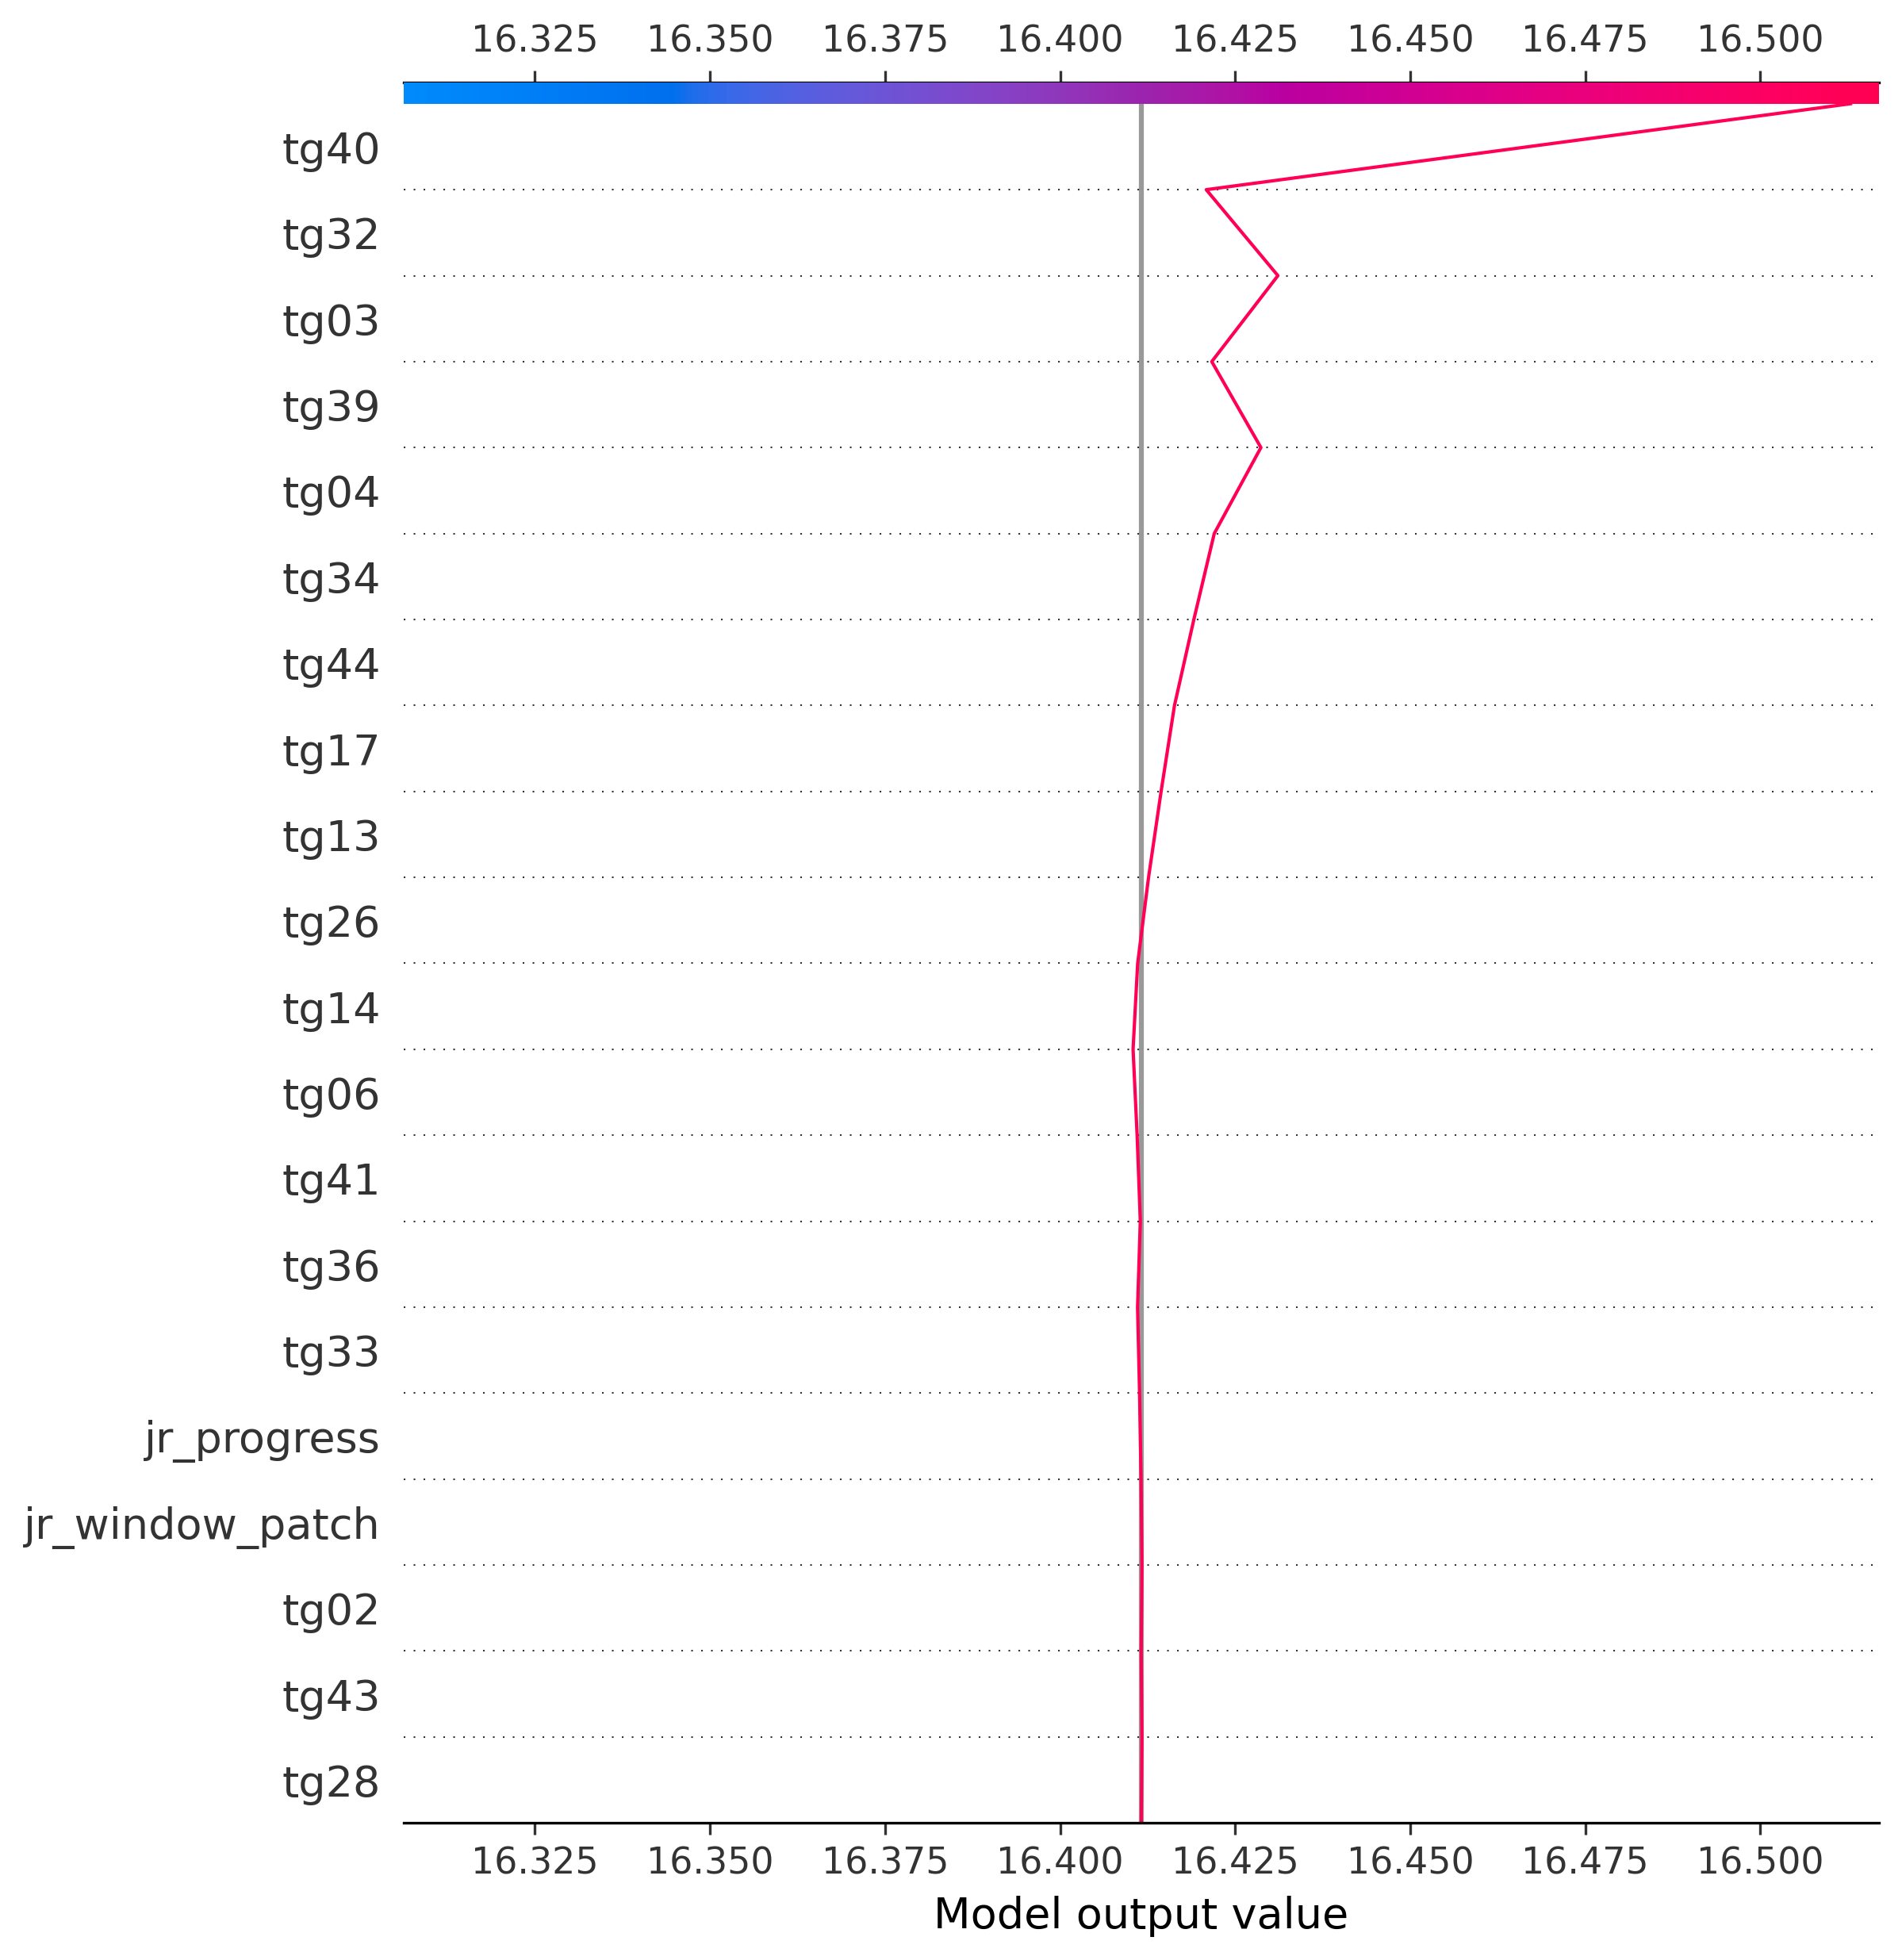 16.325 16.350 16.375 16.400 16.425 16.450 16.475 16.500
tg40
tg32
tg03
tg39
tg04
tg34
tg44
tg17
tg13
tg26
tg14
tg06
tg41
tg36
tg33
jr_progress
jr_window_patch
tg02
tg43
tg28
16.325 16.350 16.375 16.400 16.425 16.450 16.475 16.500
Model output value